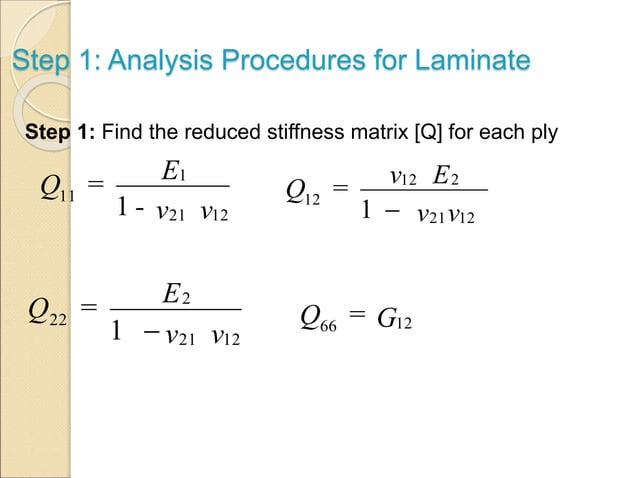 Step 1: Analysis Procedures for Laminate
Step 1: Find the reduced stiffness matrix [Q] for each ply
Q₁₁ = E₁ / (1 - ν₂₁ ν₁₂)
Q₁₂ = ν₁₂ E₂ / (1 − ν₂₁ν₁₂)
Q₂₂ = E₂ / (1 − ν₂₁ ν₁₂)
Q₆₆ = G₁₂